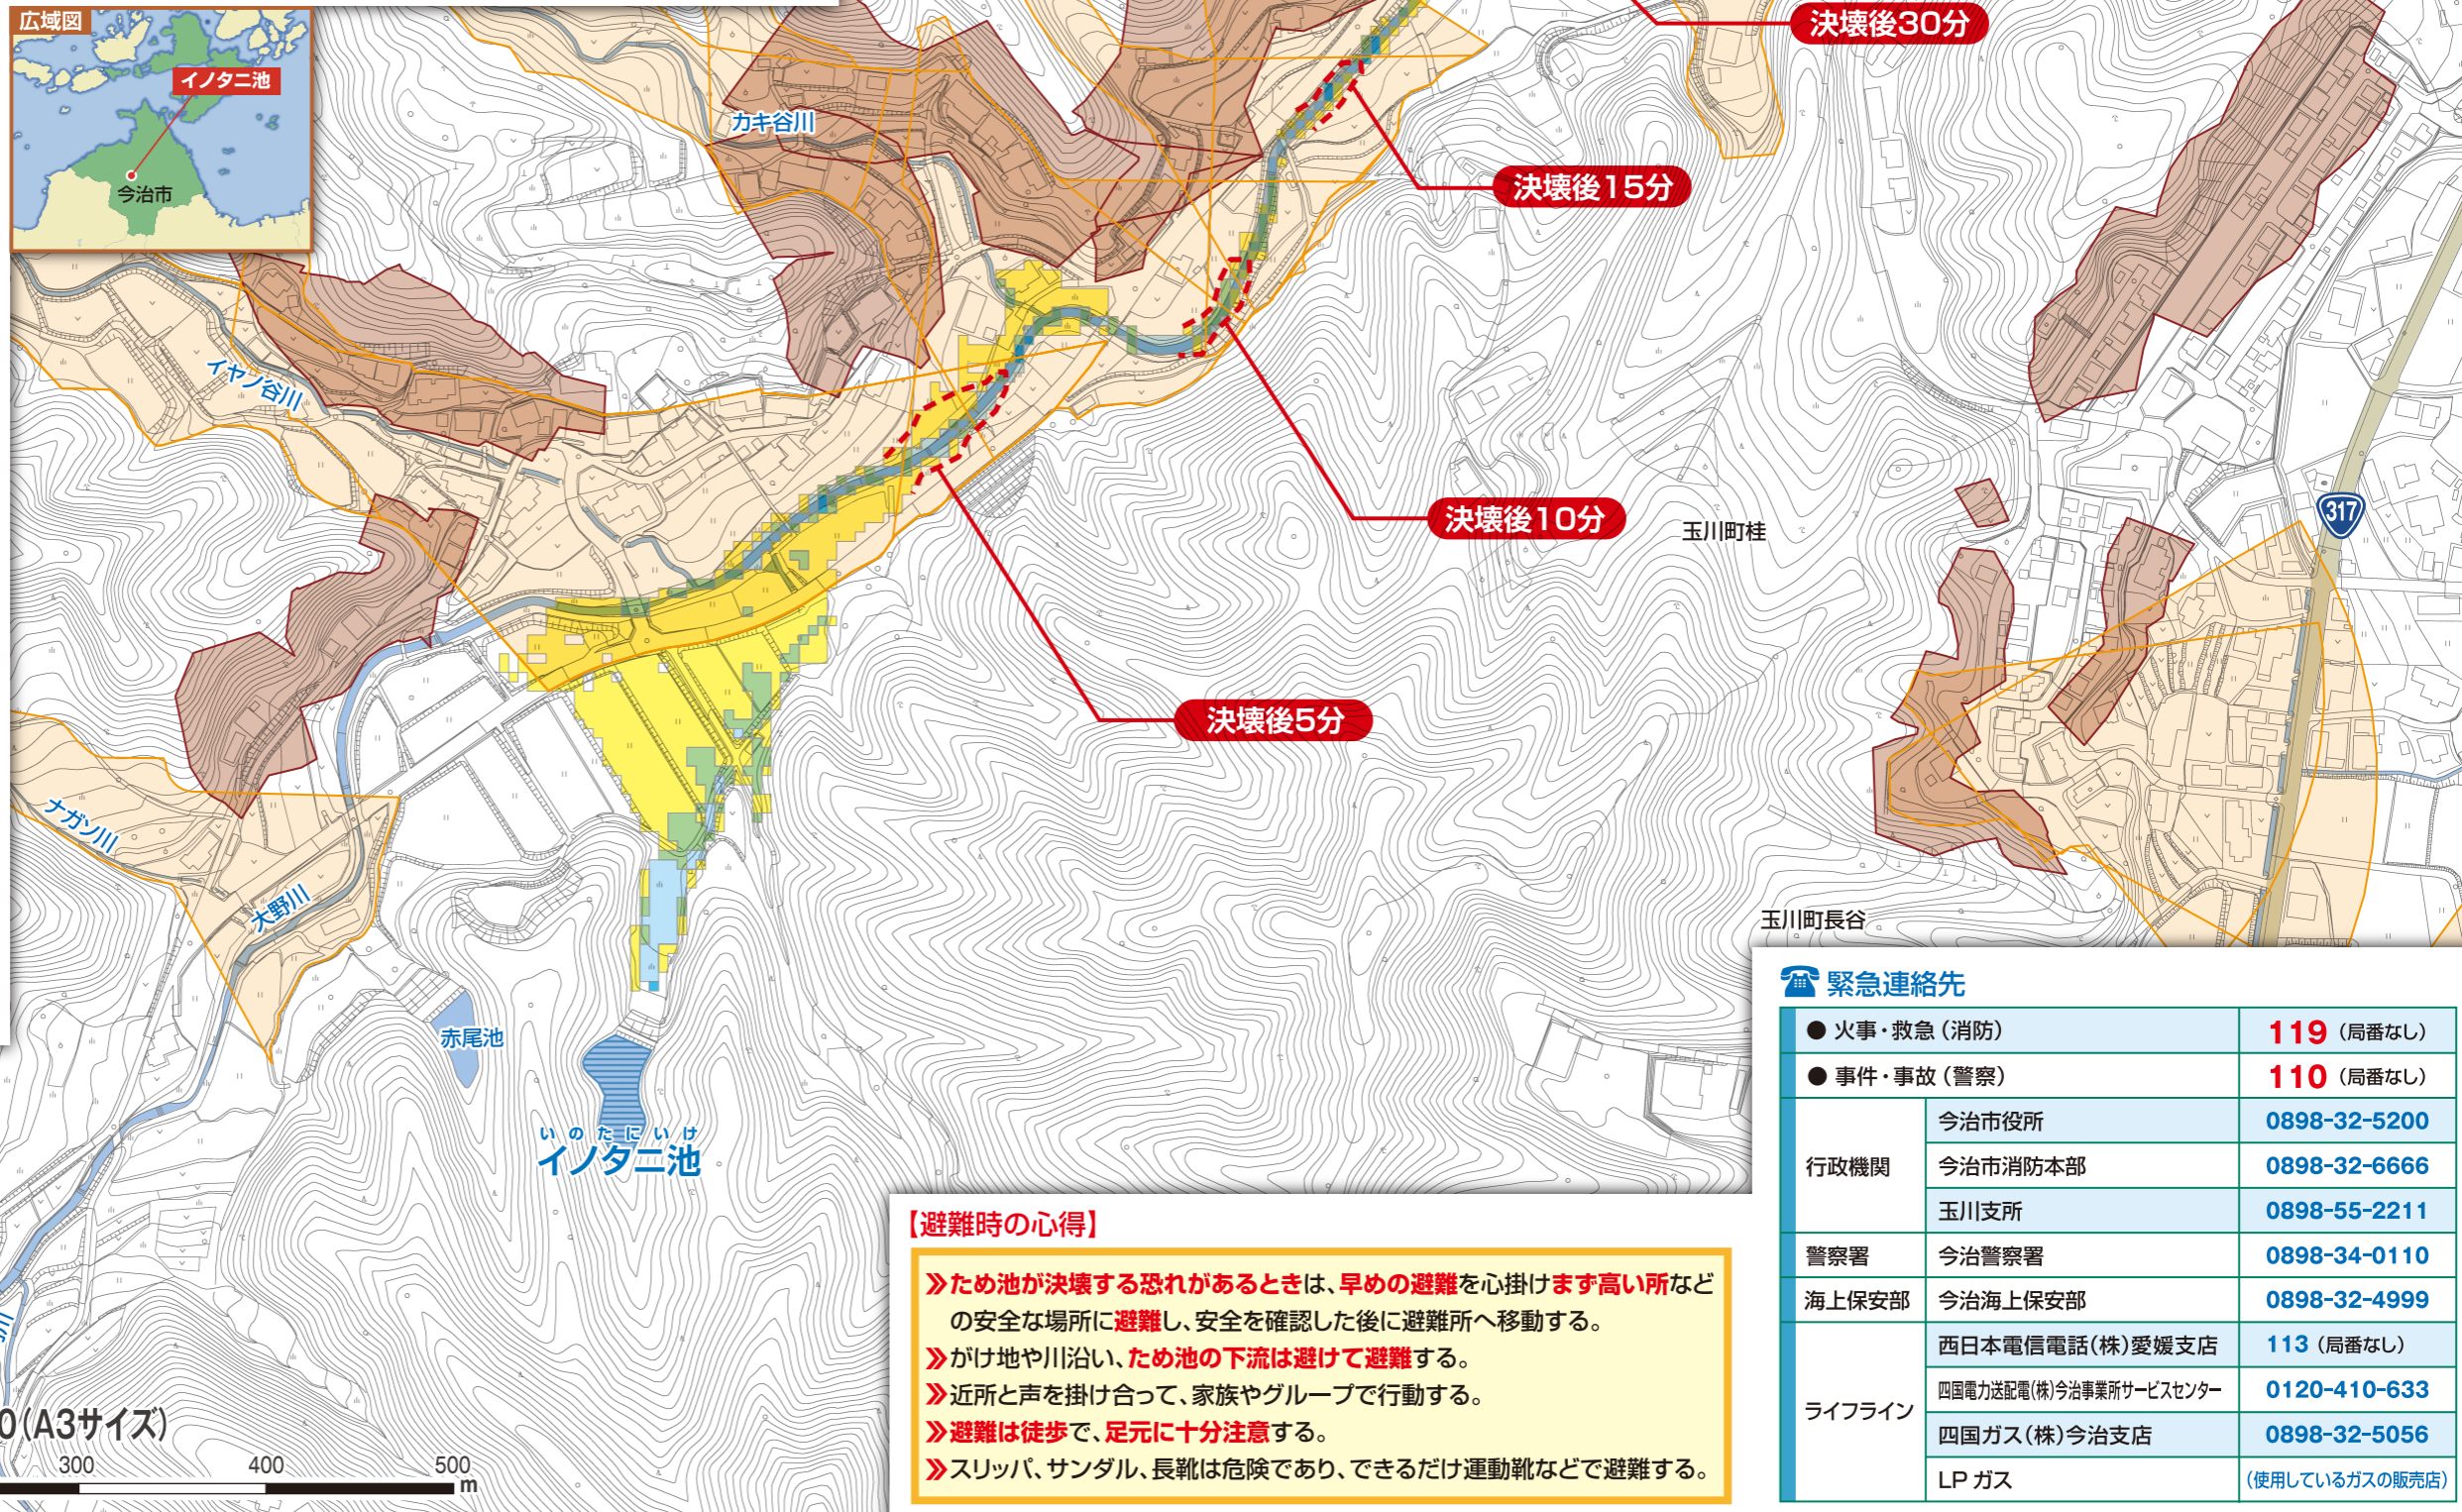 広域図
イノタニ池
今治市
カキ谷川
決壊後30分
決壊後15分
イヤノ谷川
決壊後10分
玉川町桂
317
決壊後5分
ナガソ川
大野川
玉川町長谷
赤尾池
いのたにいけ
イノタニ池
川
0(A3サイズ)
300 400 500
m
【避難時の心得】
≫ため池が決壊する恐れがあるときは、早めの避難を心掛けまず高い所など
の安全な場所に避難し、安全を確認した後に避難所へ移動する。
≫がけ地や川沿い、ため池の下流は避けて避難する。
≫近所と声を掛け合って、家族やグループで行動する。
≫避難は徒歩で、足元に十分注意する。
≫スリッパ、サンダル、長靴は危険であり、できるだけ運動靴などで避難する。
☎ 緊急連絡先
● 火事・救急(消防) 119 (局番なし)
● 事件・事故(警察) 110 (局番なし)
行政機関
今治市役所 0898-32-5200
今治市消防本部 0898-32-6666
玉川支所 0898-55-2211
警察署 今治警察署 0898-34-0110
海上保安部 今治海上保安部 0898-32-4999
ライフライン
西日本電信電話(株)愛媛支店 113 (局番なし)
四国電力送配電(株)今治事業所サービスセンター 0120-410-633
四国ガス(株)今治支店 0898-32-5056
LPガス (使用しているガスの販売店)